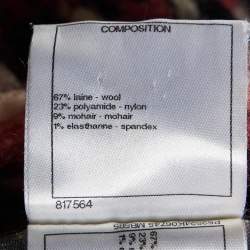 COMPOSITION
67% laine - wool
23% polyamide - nylon
9% mohair - mohair
1% elasthanne - spandex
817564